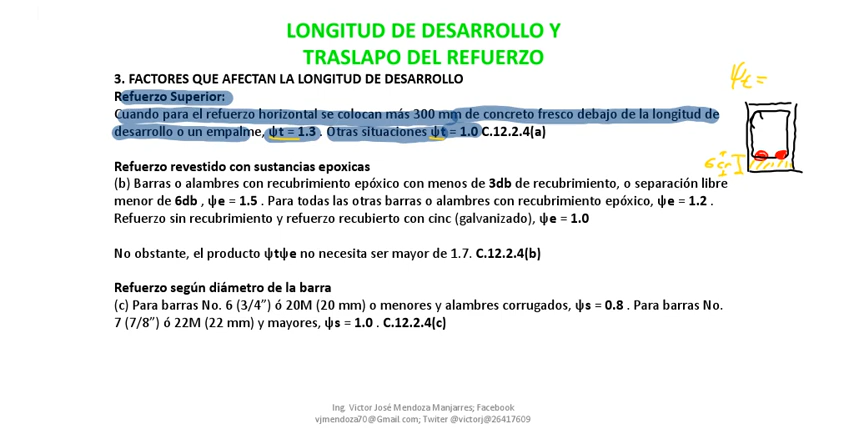 LONGITUD DE DESARROLLO Y
TRASLAPO DEL REFUERZO
3. FACTORES QUE AFECTAN LA LONGITUD DE DESARROLLO
Refuerzo Superior:
Cuando para el refuerzo horizontal se colocan más 300 mm de concreto fresco debajo de la longitud de
desarrollo o un empalme, ψt = 1.3 . Otras situaciones ψt = 1.0 C.12.2.4(a)
ψt =
6 cm
Refuerzo revestido con sustancias epoxicas
(b) Barras o alambres con recubrimiento epóxico con menos de 3db de recubrimiento, o separación libre
menor de 6db , ψe = 1.5 . Para todas las otras barras o alambres con recubrimiento epóxico, ψe = 1.2 .
Refuerzo sin recubrimiento y refuerzo recubierto con cinc (galvanizado), ψe = 1.0
No obstante, el producto ψtψe no necesita ser mayor de 1.7. C.12.2.4(b)
Refuerzo según diámetro de la barra
(c) Para barras No. 6 (3/4”) ó 20M (20 mm) o menores y alambres corrugados, ψs = 0.8 . Para barras No.
7 (7/8”) ó 22M (22 mm) y mayores, ψs = 1.0 . C.12.2.4(c)
Ing. Victor José Mendoza Manjarres; Facebook
vjmendoza70@Gmail com; Twiter @victorj@26417609